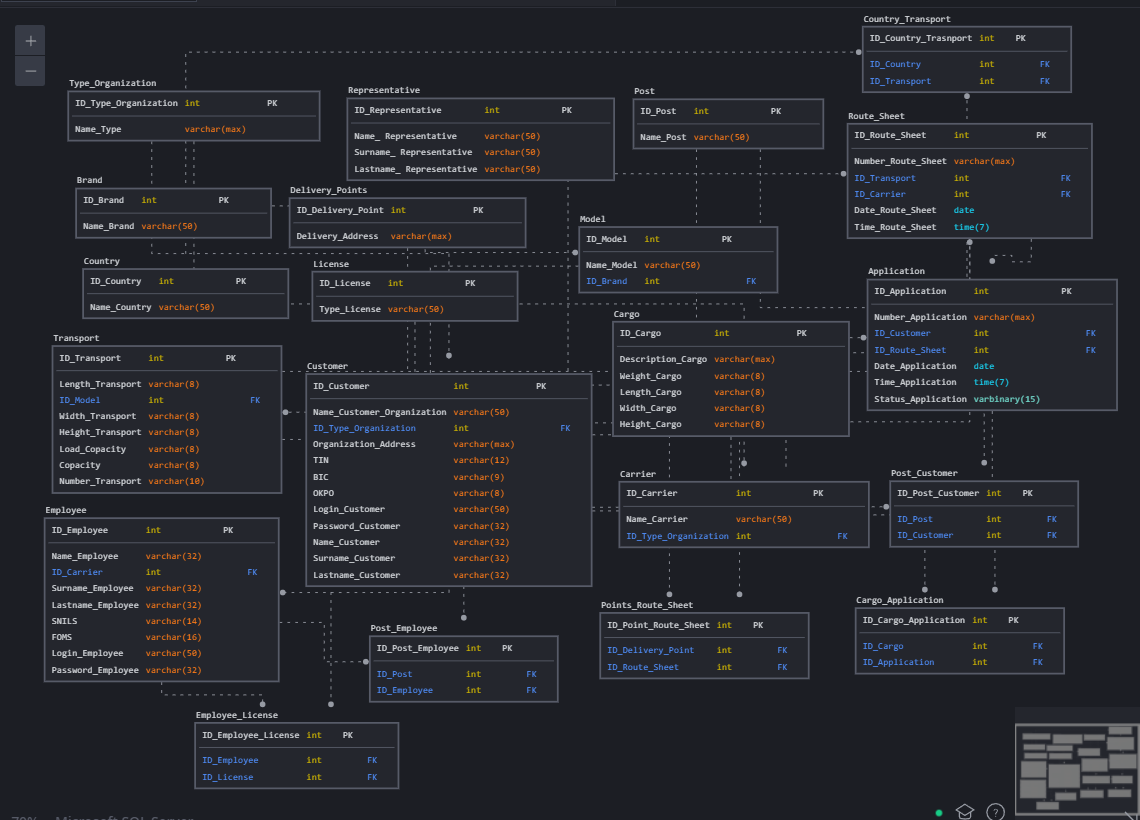 Country_Transport
ID_Country_Trasnport int PK
ID_Country int FK
ID_Transport int FK
Type_Organization
ID_Type_Organization int PK
Name_Type varchar(max)
Representative
ID_Representative int PK
Name_ Representative varchar(50)
Surname_ Representative varchar(50)
Lastname_ Representative varchar(50)
Post
ID_Post int PK
Name_Post varchar(50)
Route_Sheet
ID_Route_Sheet int PK
Number_Route_Sheet varchar(max)
ID_Transport int FK
ID_Carrier int FK
Date_Route_Sheet date
Time_Route_Sheet time(7)
Brand
ID_Brand int PK
Name_Brand varchar(50)
Delivery_Points
ID_Delivery_Point int PK
Delivery_Address varchar(max)
Model
ID_Model int PK
Name_Model varchar(50)
ID_Brand int FK
Country
ID_Country int PK
Name_Country varchar(50)
License
ID_License int PK
Type_License varchar(50)
Application
ID_Application int PK
Number_Application varchar(max)
ID_Customer int FK
ID_Route_Sheet int FK
Date_Application date
Time_Application time(7)
Status_Application varbinary(15)
Cargo
ID_Cargo int PK
Description_Cargo varchar(max)
Weight_Cargo varchar(8)
Length_Cargo varchar(8)
Width_Cargo varchar(8)
Height_Cargo varchar(8)
Transport
ID_Transport int PK
Length_Transport varchar(8)
ID_Model int FK
Width_Transport varchar(8)
Height_Transport varchar(8)
Load_Copacity varchar(8)
Copacity varchar(8)
Number_Transport varchar(10)
Customer
ID_Customer int PK
Name_Customer_Organization varchar(50)
ID_Type_Organization int FK
Organization_Address varchar(max)
TIN varchar(12)
BIC varchar(9)
OKPO varchar(8)
Login_Customer varchar(50)
Password_Customer varchar(32)
Name_Customer varchar(32)
Surname_Customer varchar(32)
Lastname_Customer varchar(32)
Carrier
ID_Carrier int PK
Name_Carrier varchar(50)
ID_Type_Organization int FK
Post_Customer
ID_Post_Customer int PK
ID_Post int FK
ID_Customer int FK
Employee
ID_Employee int PK
Name_Employee varchar(32)
ID_Carrier int FK
Surname_Employee varchar(32)
Lastname_Employee varchar(32)
SNILS varchar(14)
FOMS varchar(16)
Login_Employee varchar(50)
Password_Employee varchar(32)
Points_Route_Sheet
ID_Point_Route_Sheet int PK
ID_Delivery_Point int FK
ID_Route_Sheet int FK
Cargo_Application
ID_Cargo_Application int PK
ID_Cargo int FK
ID_Application int FK
Post_Employee
ID_Post_Employee int PK
ID_Post int FK
ID_Employee int FK
Employee_License
ID_Employee_License int PK
ID_Employee int FK
ID_License int FK
Microsoft SQL Server